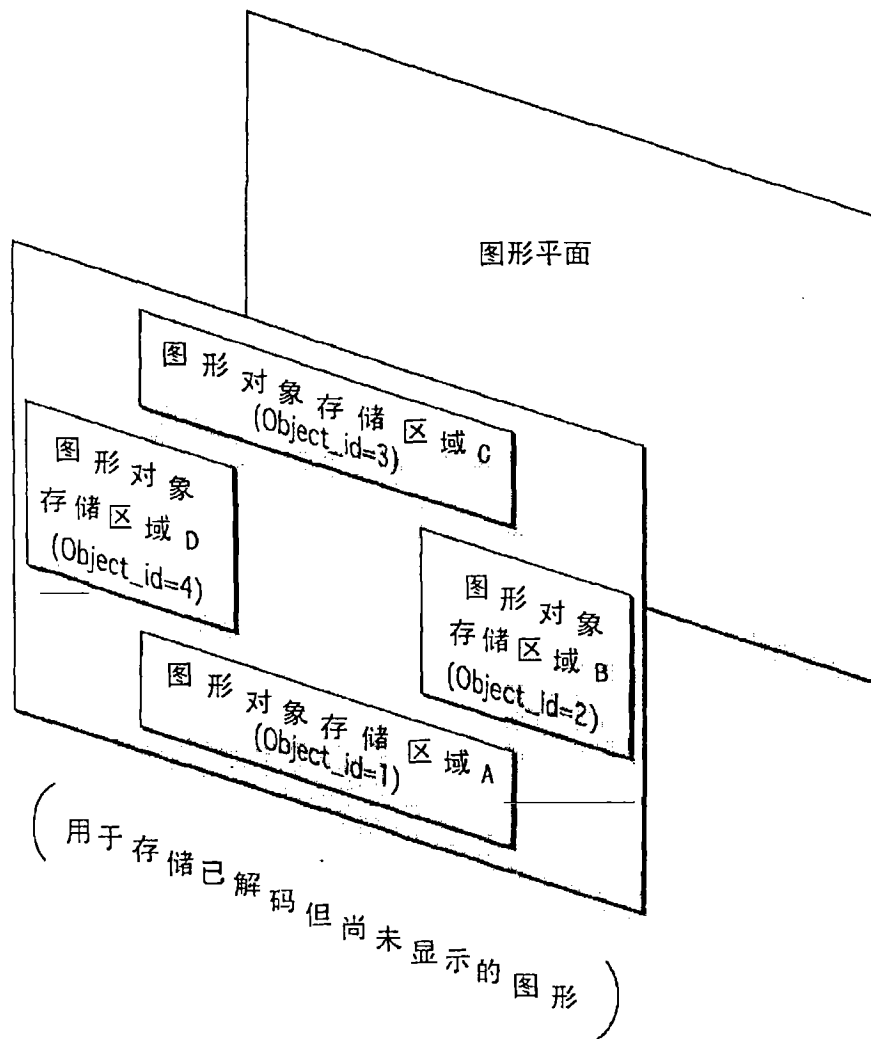 图形平面
图形对象存储区域C
(Object_id=3)
图形对象
存储区域D
(Object_id=4)
图形对象
存储区域B
(Object_id=2)
图形对象存储区域A
(Object_id=1)
(用于存储已解码但尚未显示的图形)